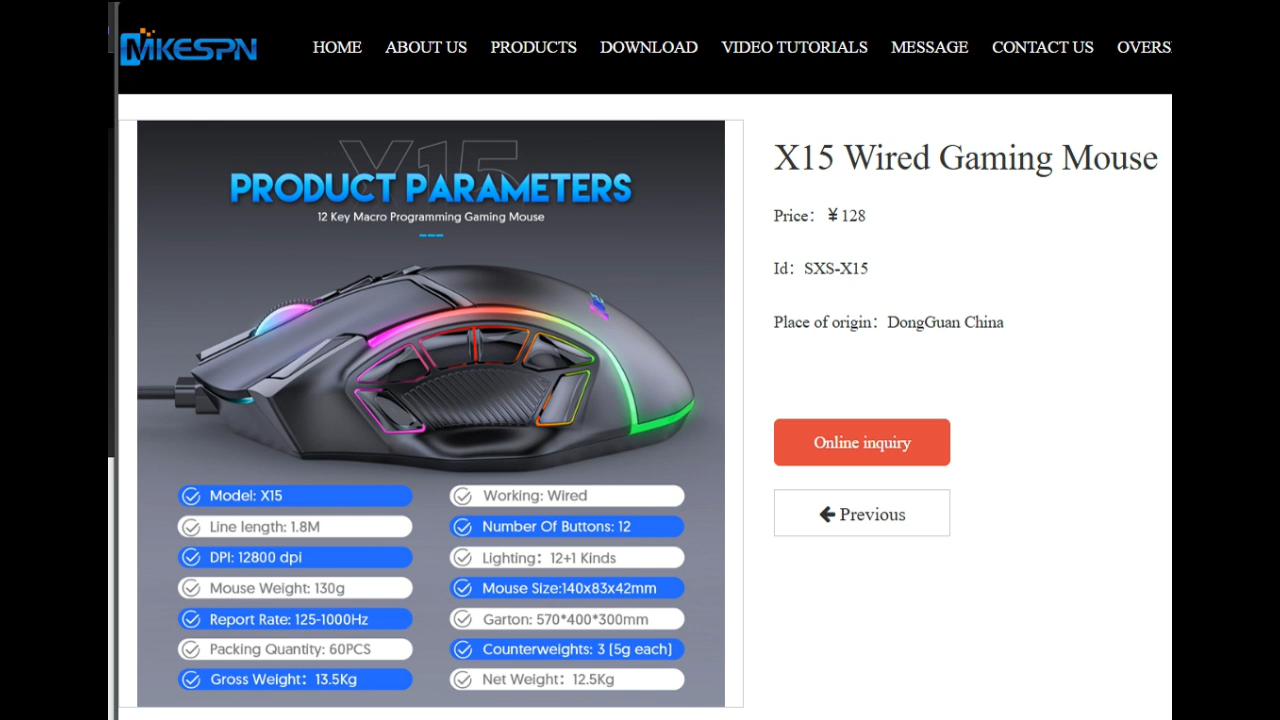 MKESPN
HOME ABOUT US PRODUCTS DOWNLOAD VIDEO TUTORIALS MESSAGE CONTACT US OVERS
X15
PRODUCT PARAMETERS
12 Key Macro Programming Gaming Mouse
Model: X15
Working: Wired
Line length: 1.8M
Number Of Buttons: 12
DPI: 12800 dpi
Lighting：12+1 Kinds
Mouse Weight: 130g
Mouse Size:140x83x42mm
Report Rate: 125-1000Hz
Garton: 570*400*300mm
Packing Quantity: 60PCS
Counterweights: 3 [5g each]
Gross Weight：13.5Kg
Net Weight：12.5Kg
X15 Wired Gaming Mouse
Price：￥128
Id：SXS-X15
Place of origin：DongGuan China
Online inquiry
Previous